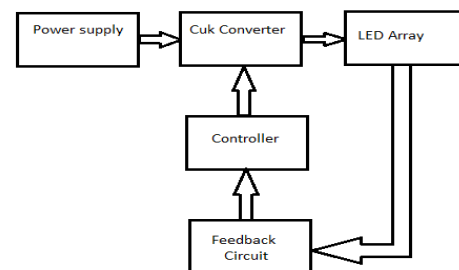 Power supply
Cuk Converter
LED Array
Controller
Feedback
Circuit